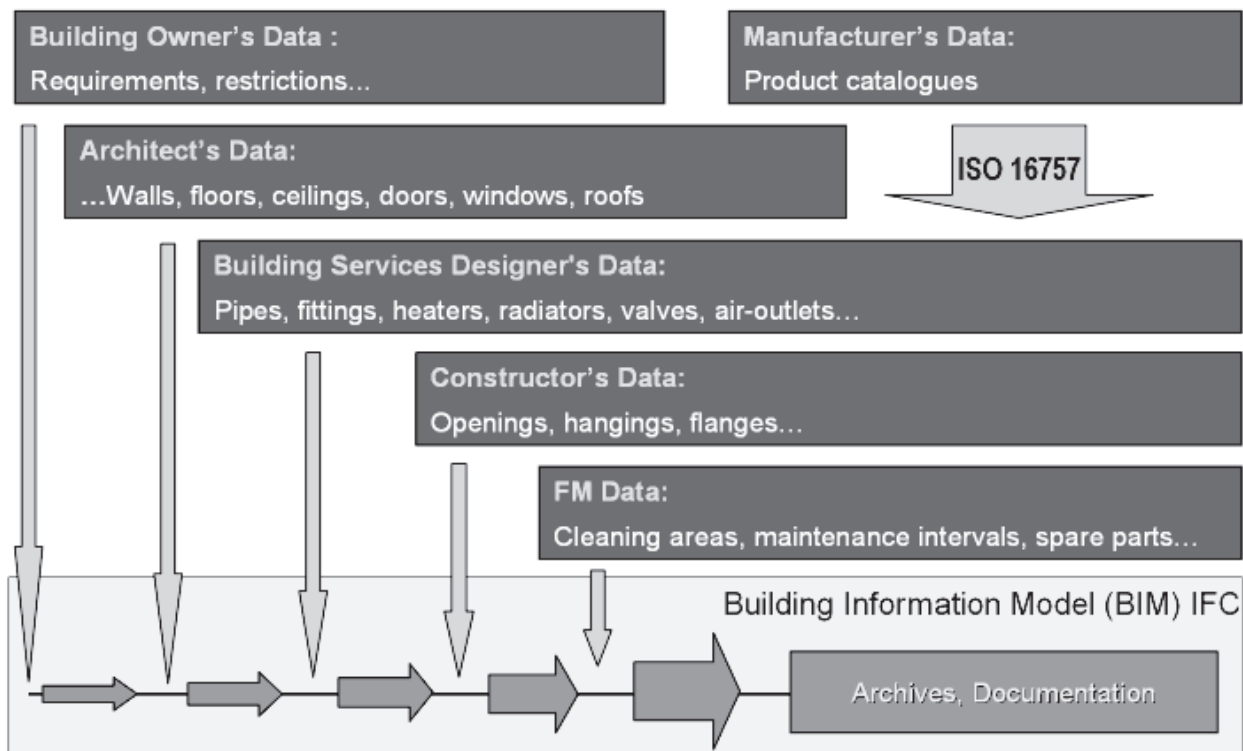 Building Owner's Data :
Requirements, restrictions...
Manufacturer's Data:
Product catalogues
Architect's Data:
...Walls, floors, ceilings, doors, windows, roofs
ISO 16757
Building Services Designer's Data:
Pipes, fittings, heaters, radiators, valves, air-outlets...
Constructor's Data:
Openings, hangings, flanges...
FM Data:
Cleaning areas, maintenance intervals, spare parts...
Building Information Model (BIM) IFC
Archives, Documentation